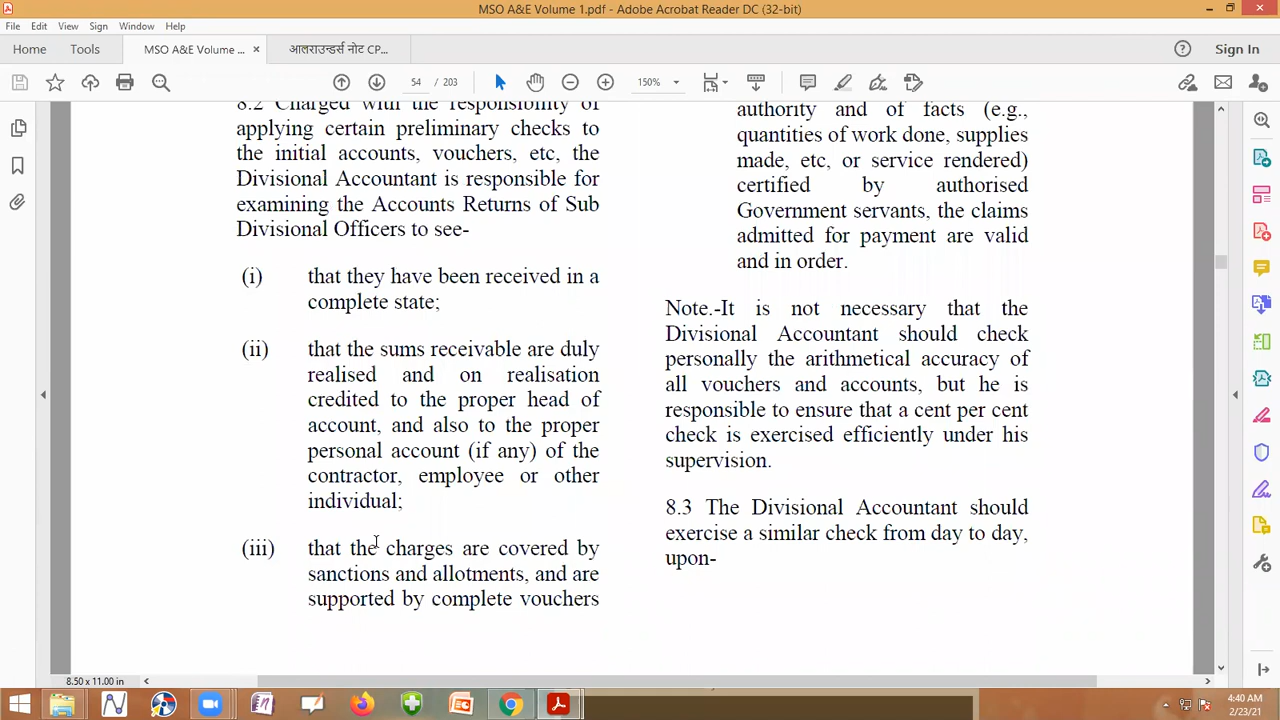 MSO A&E Volume 1.pdf - Adobe Acrobat Reader DC (32-bit)
File Edit View Sign Window Help
Home Tools MSO A&E Volume ... × आलराउन्डर्स नोट CP... Sign In
54 / 203 150%
8.2 Charged with the responsibility of
applying certain preliminary checks to
the initial accounts, vouchers, etc, the
Divisional Accountant is responsible for
examining the Accounts Returns of Sub
Divisional Officers to see-
(i) that they have been received in a
complete state;
(ii) that the sums receivable are duly
realised and on realisation
credited to the proper head of
account, and also to the proper
personal account (if any) of the
contractor, employee or other
individual;
(iii) that the charges are covered by
sanctions and allotments, and are
supported by complete vouchers
authority and of facts (e.g.,
quantities of work done, supplies
made, etc, or service rendered)
certified by authorised
Government servants, the claims
admitted for payment are valid
and in order.
Note.-It is not necessary that the
Divisional Accountant should check
personally the arithmetical accuracy of
all vouchers and accounts, but he is
responsible to ensure that a cent per cent
check is exercised efficiently under his
supervision.
8.3 The Divisional Accountant should
exercise a similar check from day to day,
upon-
8.50 x 11.00 in
4:40 AM
2/23/21